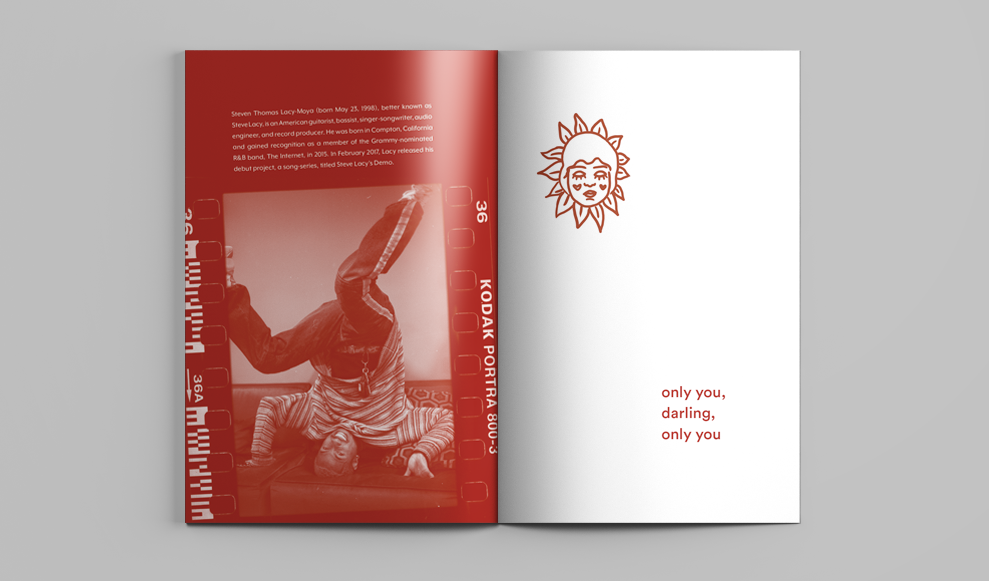 Steven Thomas Lacy-Moya (born May 23, 1998), better known as
Steve Lacy, is an American guitarist, bassist, singer-songwriter, audio
engineer, and record producer. He was born in Compton, California
and gained recognition as a member of the Grammy-nominated
R&B band, The Internet, in 2015. In February 2017, Lacy released his
debut project, a song-series, titled Steve Lacy's Demo.
36
36
KODAK PORTRA 800-3
36A
only you,
darling,
only you